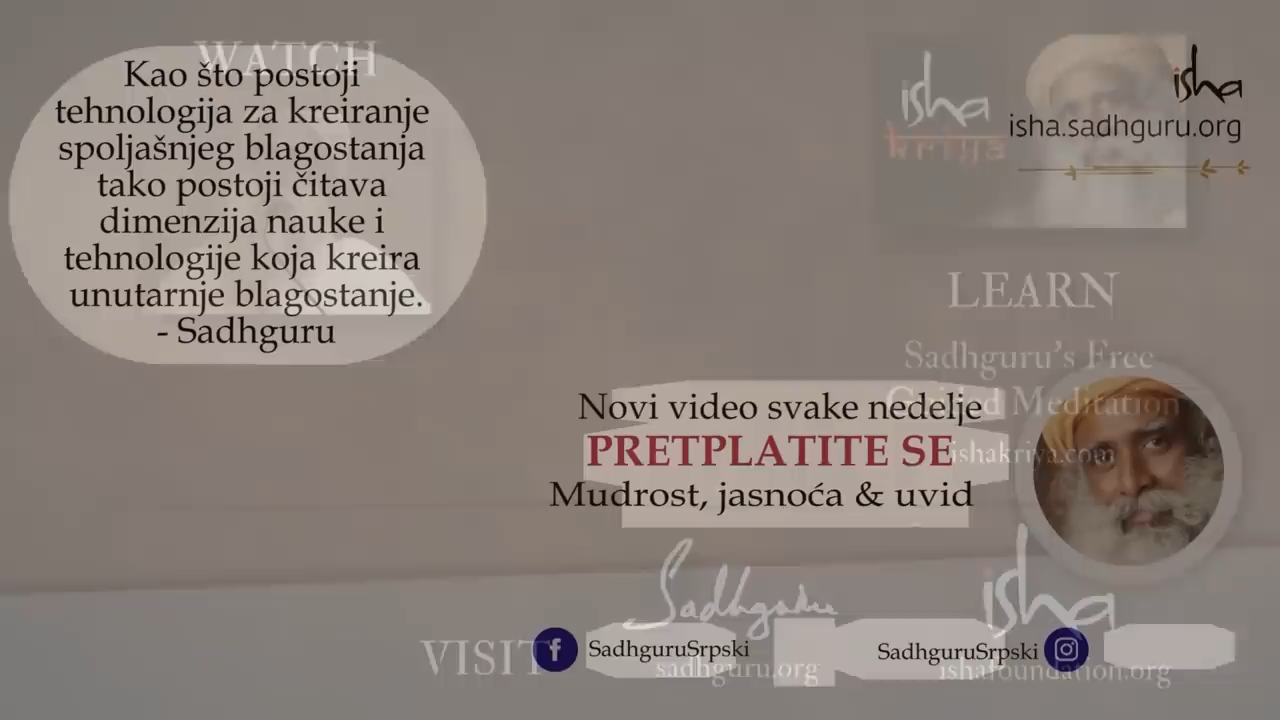 WATCH
Kao što postoji
tehnologija za kreiranje
spoljašnjeg blagostanja
tako postoji čitava
dimenzija nauke i
tehnologije koja kreira
unutarnje blagostanje.
- Sadhguru
isha
kriya
isha
isha.sadhguru.org
LEARN
Sadhguru's Free
Guided Meditation
ishakriya.com
Novi video svake nedelje
PRETPLATITE SE
Mudrost, jasnoća & uvid
Sadhguru
isha
VISIT
SadhguruSrpski
sadhguru.org
SadhguruSrpski
ishafoundation.org